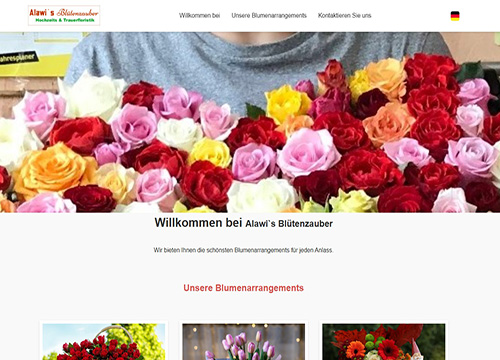 Alawi`s Blütenzauber
Hochzeits & Trauerfloristik
Willkommen bei
Unsere Blumenarrangements
Kontaktieren Sie uns
ahresplaner
Willkommen bei Alawi`s Blütenzauber
Wir bieten Ihnen die schönsten Blumenarrangements für jeden Anlass.
Unsere Blumenarrangements